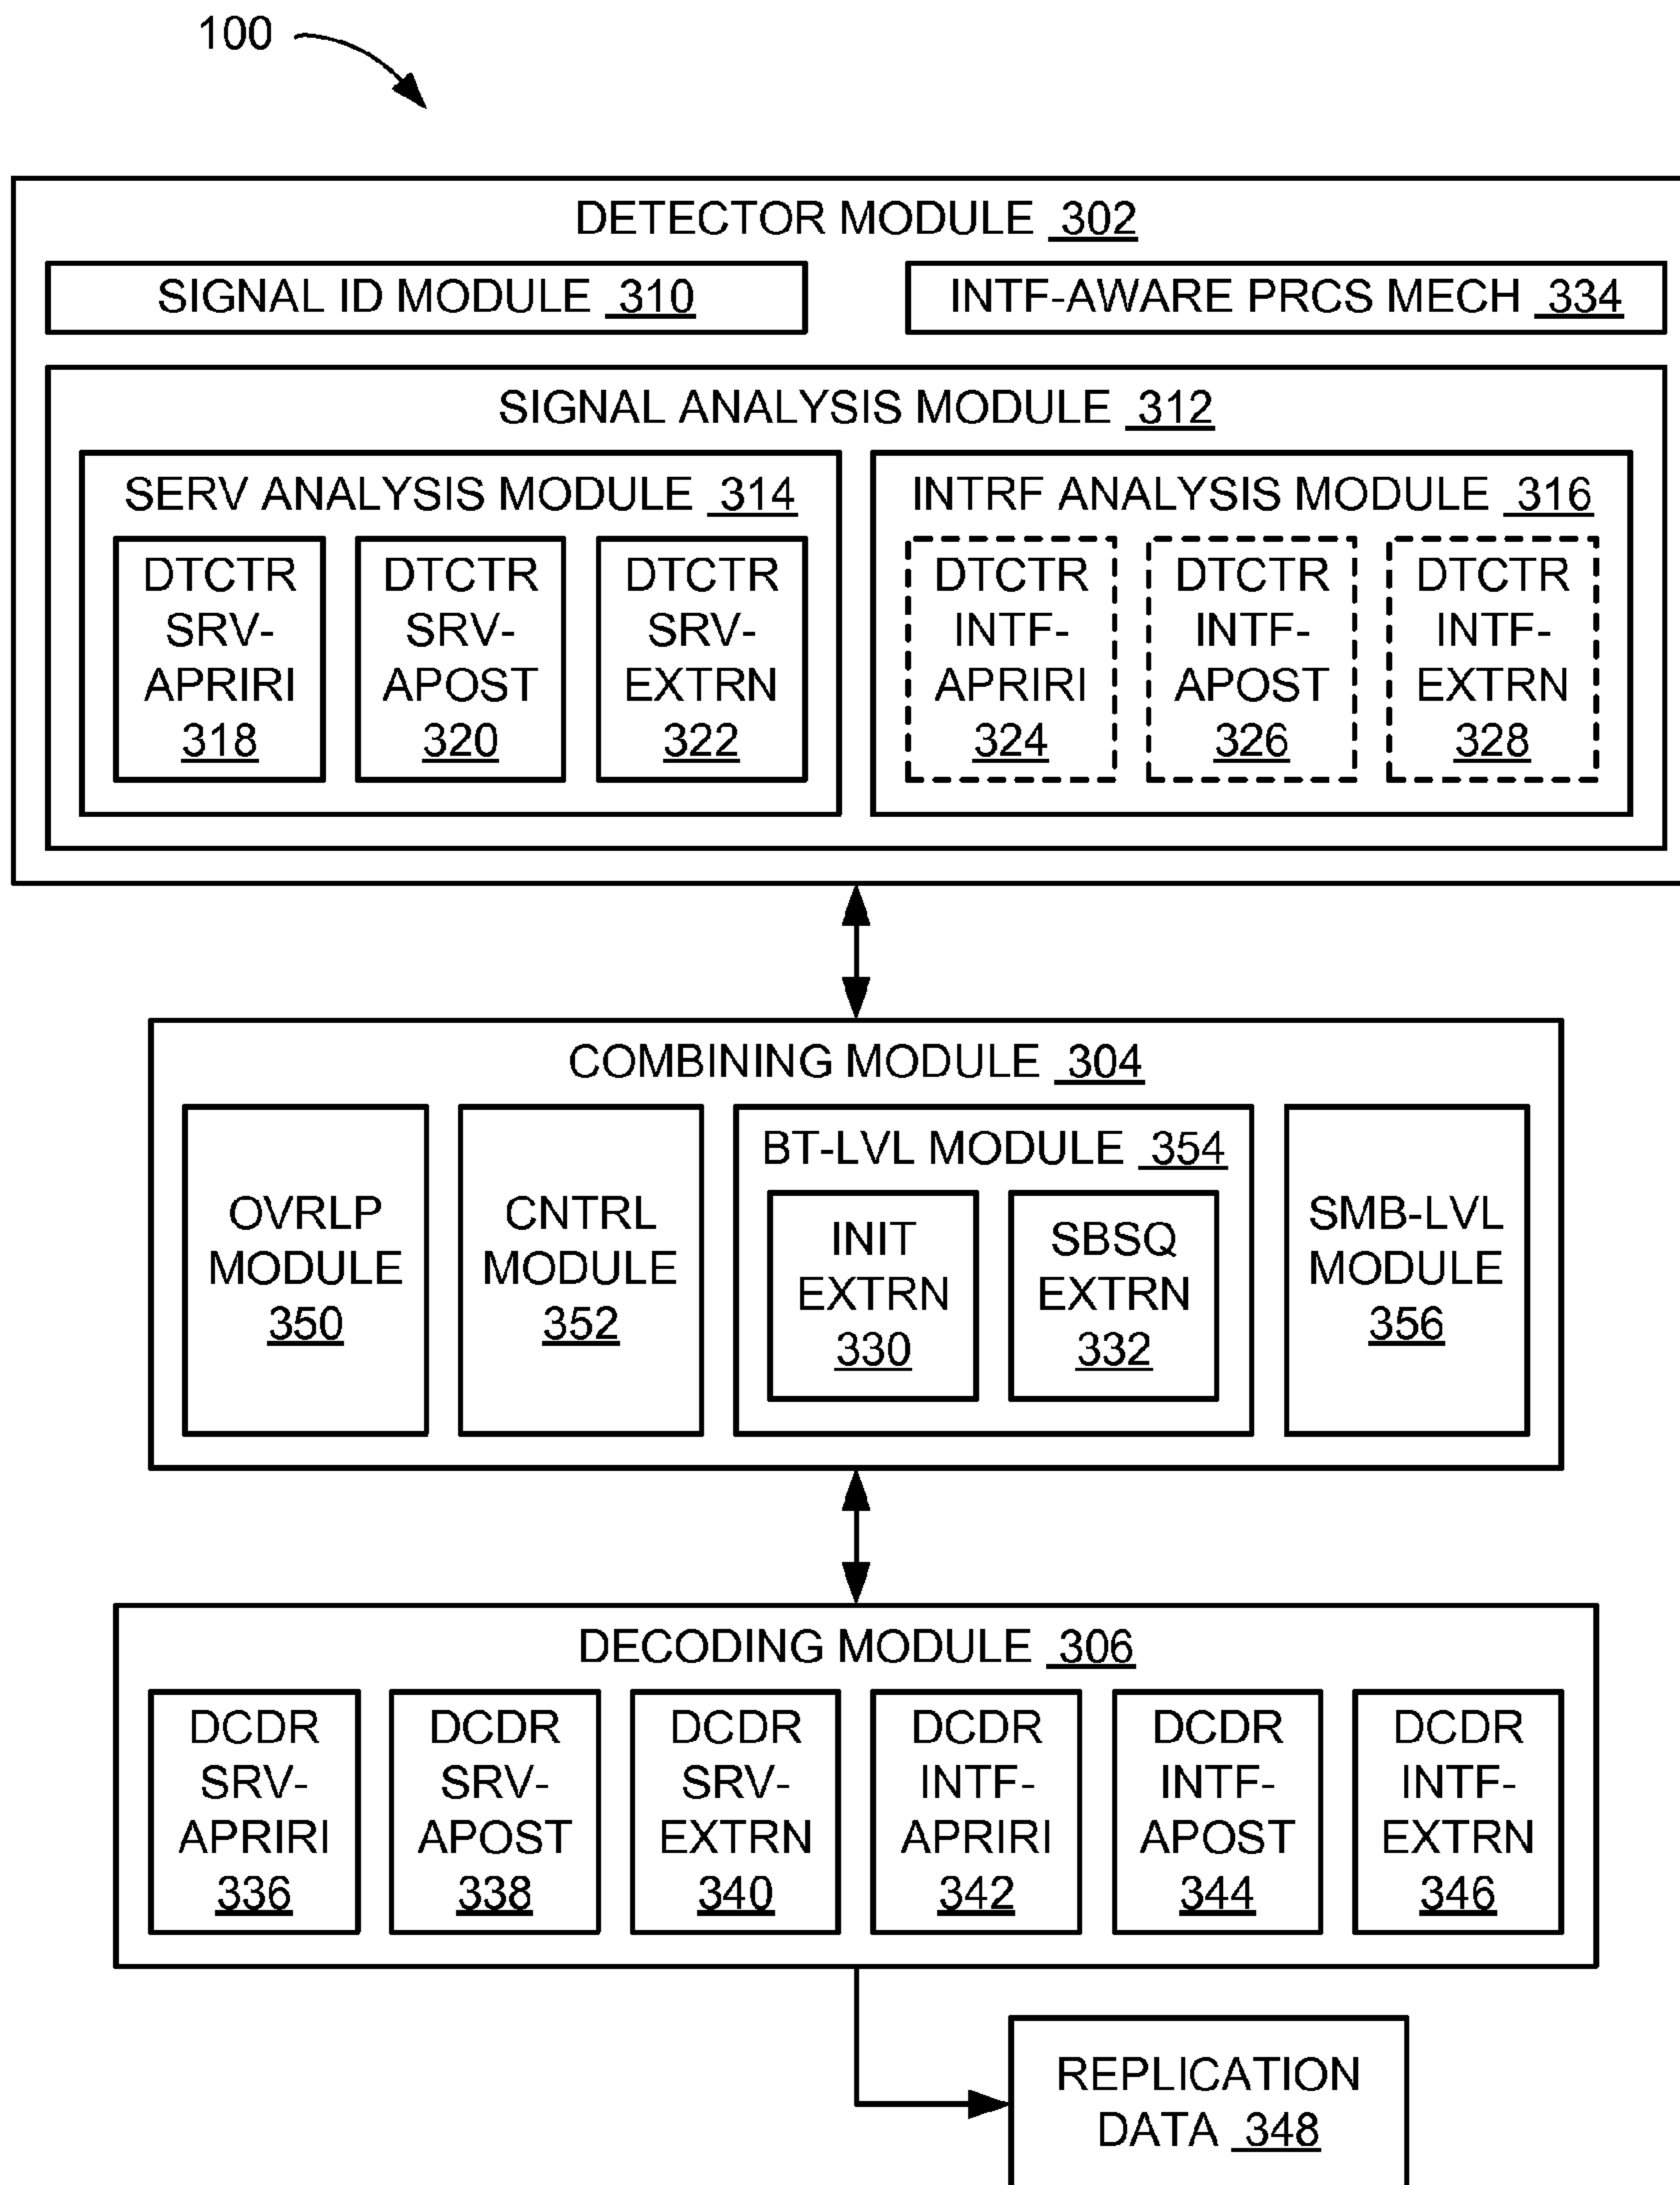 100
DETECTOR MODULE 302
SIGNAL ID MODULE 310
INTF-AWARE PRCS MECH 334
SIGNAL ANALYSIS MODULE 312
SERV ANALYSIS MODULE 314
DTCTR
SRV-
APRIRI
318
DTCTR
SRV-
APOST
320
DTCTR
SRV-
EXTRN
322
INTRF ANALYSIS MODULE 316
DTCTR
INTF-
APRIRI
324
DTCTR
INTF-
APOST
326
DTCTR
INTF-
EXTRN
328
COMBINING MODULE 304
OVRLP
MODULE
350
CNTRL
MODULE
352
BT-LVL MODULE 354
INIT
EXTRN
330
SBSQ
EXTRN
332
SMB-LVL
MODULE
356
DECODING MODULE 306
DCDR
SRV-
APRIRI
336
DCDR
SRV-
APOST
338
DCDR
SRV-
EXTRN
340
DCDR
INTF-
APRIRI
342
DCDR
INTF-
APOST
344
DCDR
INTF-
EXTRN
346
REPLICATION
DATA 348